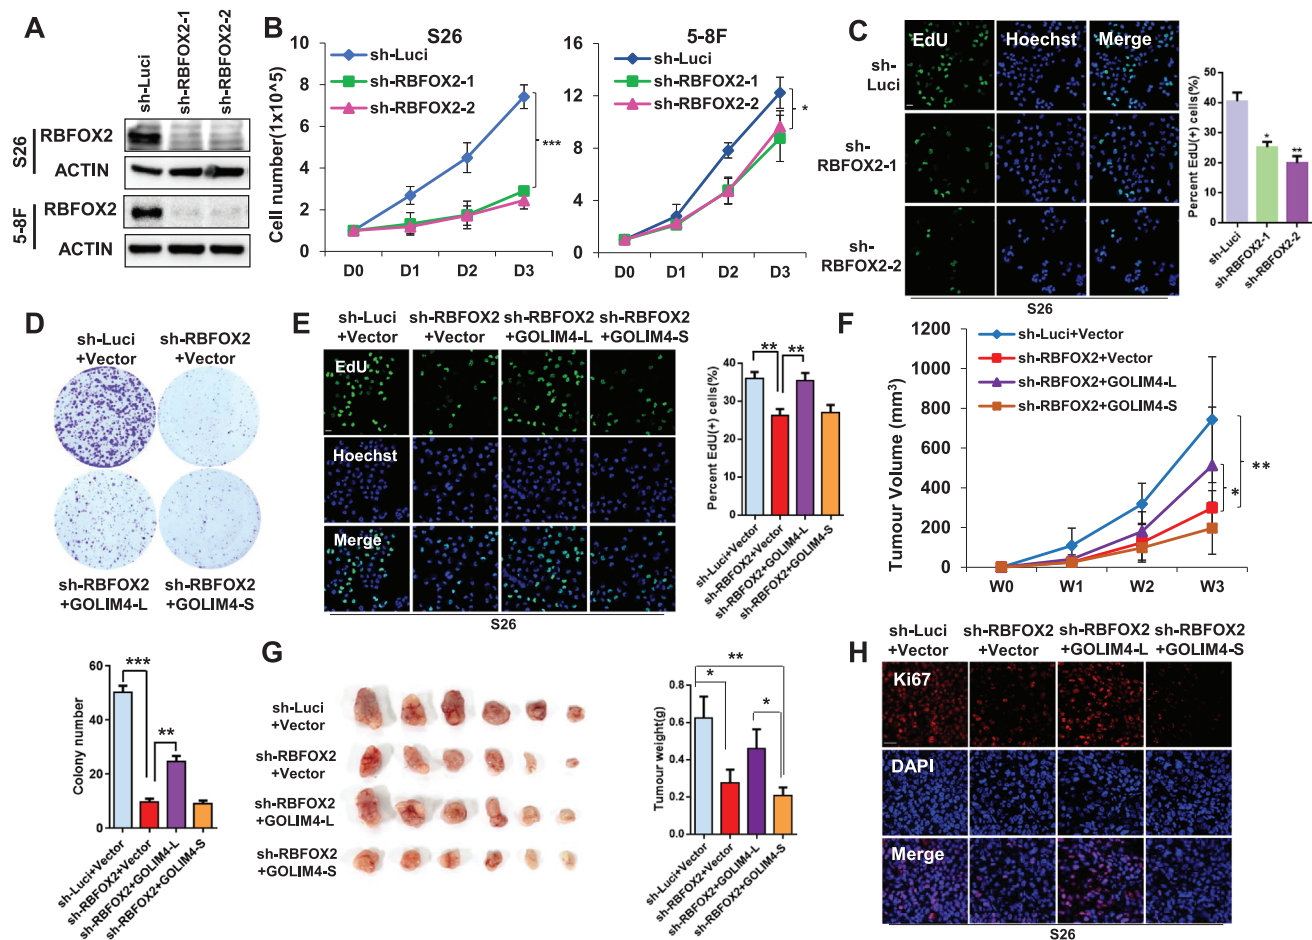 A
sh-Luci
sh-RBFOX2-1
sh-RBFOX2-2
S26
RBFOX2
ACTIN
5-8F
RBFOX2
ACTIN
B
S26
Cell number(1x10^5)
10
8
6
4
2
0
sh-Luci
sh-RBFOX2-1
sh-RBFOX2-2
***
D0 D1 D2 D3
5-8F
16
12
8
4
0
sh-Luci
sh-RBFOX2-1
sh-RBFOX2-2
*
D0 D1 D2 D3
C
EdU Hoechst Merge
sh-
Luci
sh-
RBFOX2-1
sh-
RBFOX2-2
S26
Percent EdU(+) cells(%)
50
40
30
20
10
0
*
**
sh-Luci
sh-RBFOX2-1
sh-RBFOX2-2
D
sh-Luci
+Vector
sh-RBFOX2
+Vector
sh-RBFOX2
+GOLIM4-L
sh-RBFOX2
+GOLIM4-S
Colony number
60
40
20
0
***
**
sh-Luci+Vector
sh-RBFOX2+Vector
sh-RBFOX2+GOLIM4-L
sh-RBFOX2+GOLIM4-S
E
sh-Luci
+Vector
sh-RBFOX2
+Vector
sh-RBFOX2
+GOLIM4-L
sh-RBFOX2
+GOLIM4-S
EdU
Hoechst
Merge
S26
Percent EdU(+) cells(%)
50
40
30
20
10
0
**
**
sh-Luci+Vector
sh-RBFOX2+Vector
sh-RBFOX2+GOLIM4-L
sh-RBFOX2+GOLIM4-S
F
Tumour Volume (mm³)
1200
1000
800
600
400
200
0
sh-Luci+Vector
sh-RBFOX2+Vector
sh-RBFOX2+GOLIM4-L
sh-RBFOX2+GOLIM4-S
*
**
W0 W1 W2 W3
G
sh-Luci
+Vector
sh-RBFOX2
+Vector
sh-RBFOX2
+GOLIM4-L
sh-RBFOX2
+GOLIM4-S
Tumour weight(g)
0.8
0.6
0.4
0.2
0.0
**
*
*
sh-Luci+Vector
sh-RBFOX2+Vector
sh-RBFOX2+GOLIM4-L
sh-RBFOX2+GOLIM4-S
H
sh-Luci
+Vector
sh-RBFOX2
+Vector
sh-RBFOX2
+GOLIM4-L
sh-RBFOX2
+GOLIM4-S
Ki67
DAPI
Merge
S26